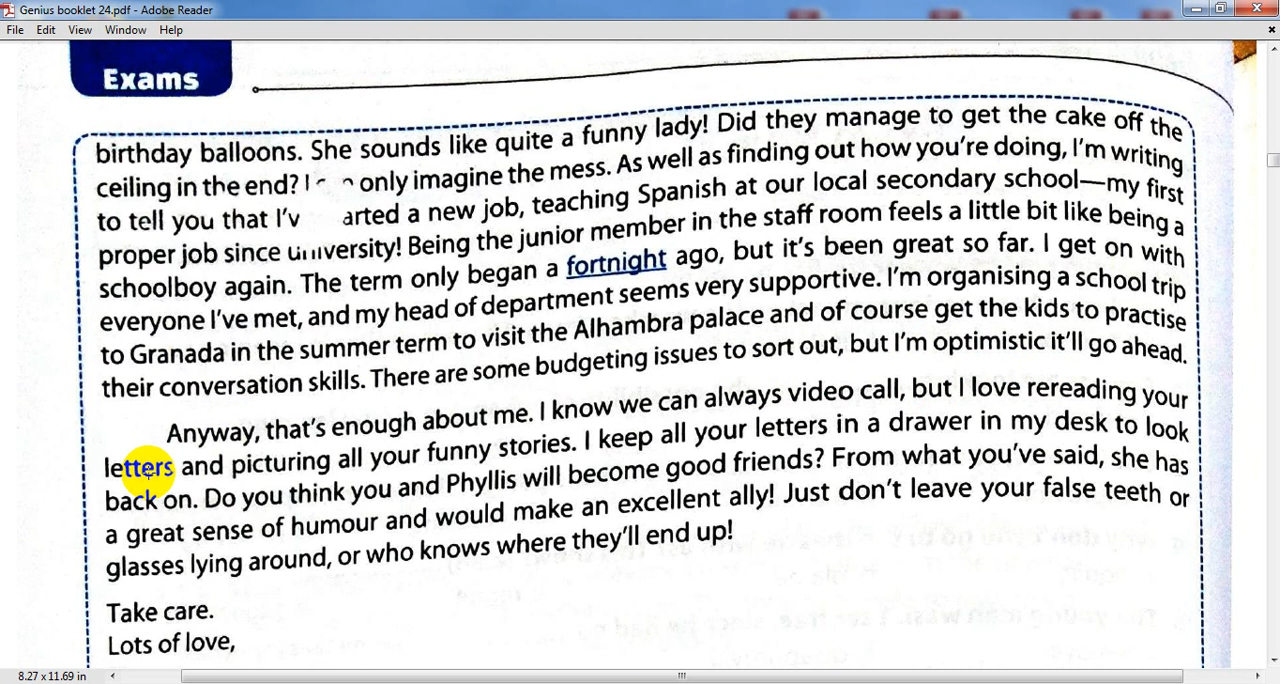 Genius booklet 24.pdf - Adobe Reader
File Edit View Window Help
Exams
birthday balloons. She sounds like quite a funny lady! Did they manage to get the cake off the
ceiling in the end? I only imagine the mess. As well as finding out how you're doing, I'm writing
to tell you that a new job, teaching Spanish at our local secondary school—my first
proper job since university! Being the junior member in the staff room feels a little bit like being a
schoolboy again. The term only began a fortnight ago, but it's been great so far. I get on with
everyone I've met, and my head of department seems very supportive. I'm organising a school trip
to Granada in the summer term to visit the Alhambra palace and of course get the kids to practise
their conversation skills. There are some budgeting issues to sort out, but I'm optimistic it'll go ahead.
Anyway, that's enough about me. I know we can always video call, but I love rereading your
letters and picturing all your funny stories. I keep all your letters in a drawer in my desk to look
back on. Do you think you and Phyllis will become good friends? From what you've said, she has
a great sense of humour and would make an excellent ally! Just don't leave your false teeth or
glasses lying around, or who knows where they'll end up!
Take care.
Lots of love,
8.27 x 11.69 in